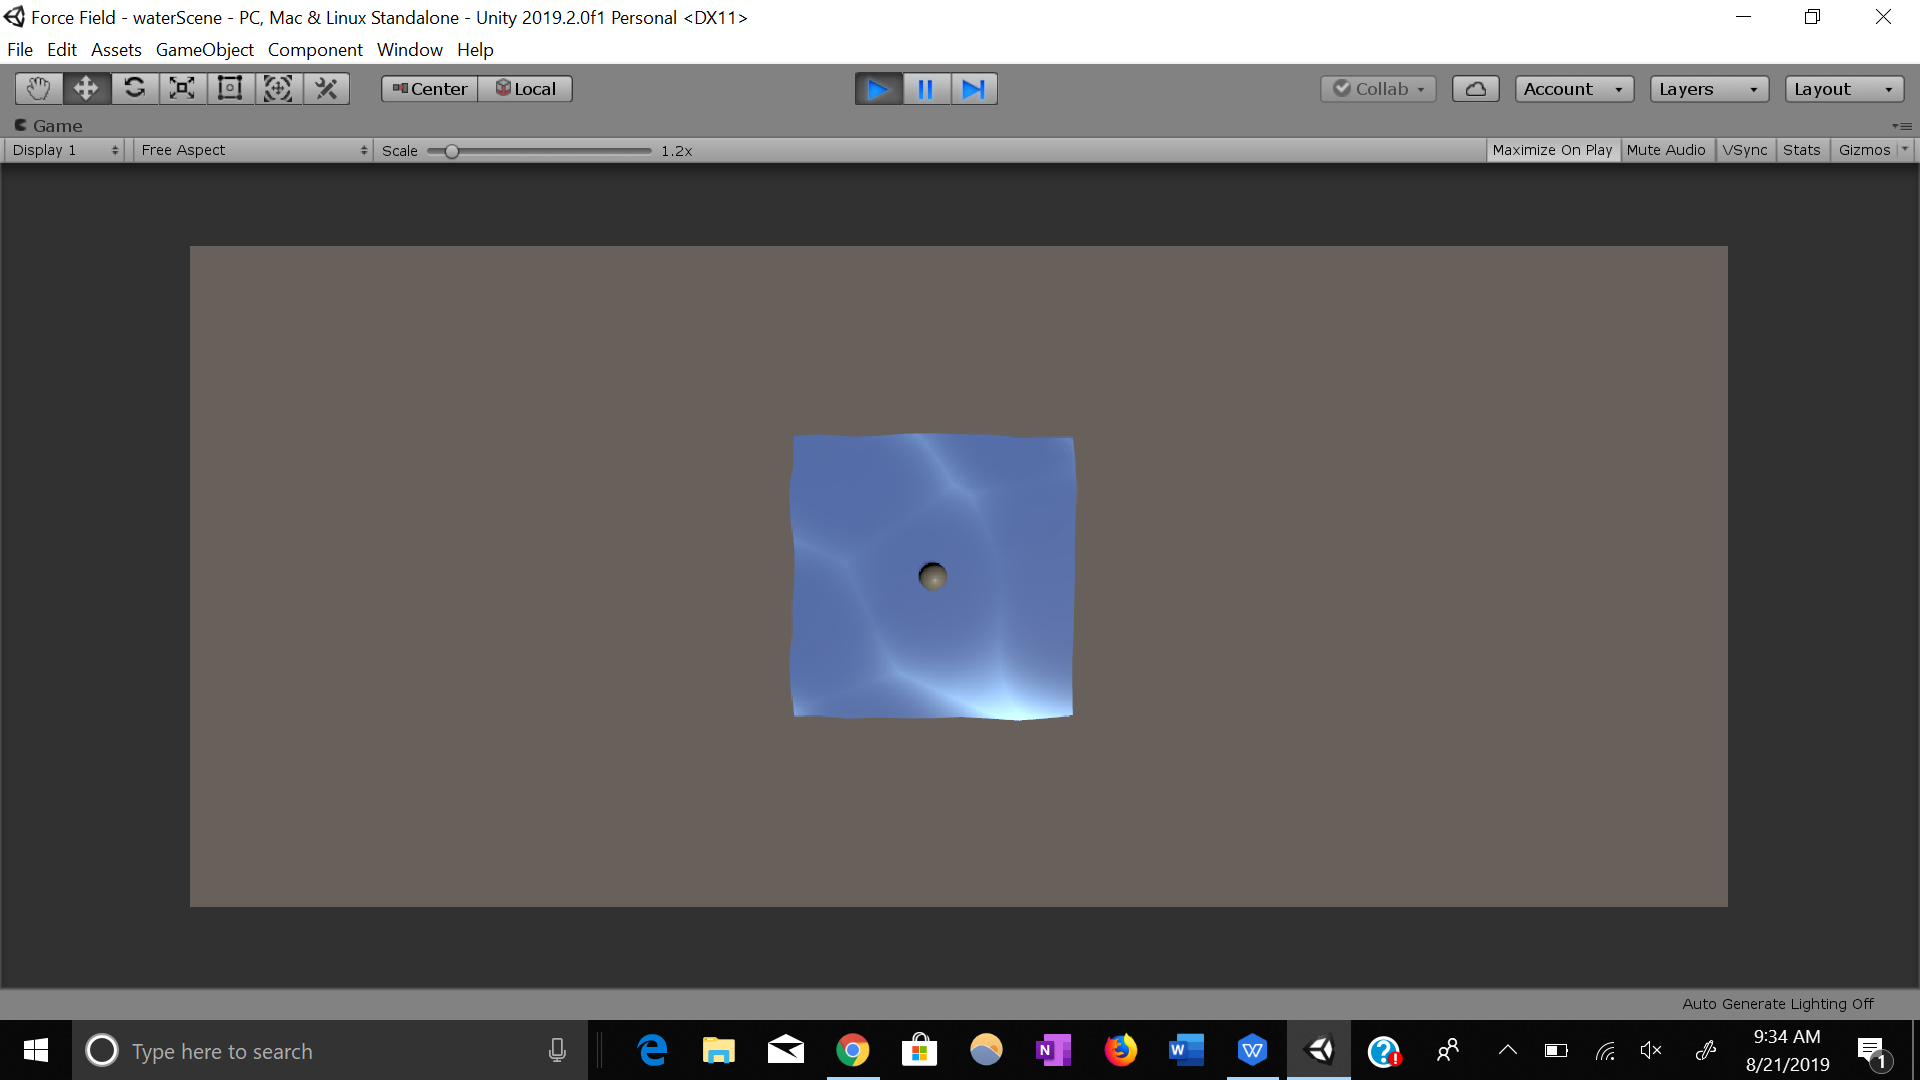 Force Field - waterScene - PC, Mac & Linux Standalone - Unity 2019.2.0f1 Personal <DX11>
File Edit Assets GameObject Component Window Help
Center Local Collab Account Layers Layout
Game
Display 1 Free Aspect Scale 1.2x Maximize On Play Mute Audio VSync Stats Gizmos
Auto Generate Lighting Off
Type here to search
9:34 AM
8/21/2019
1